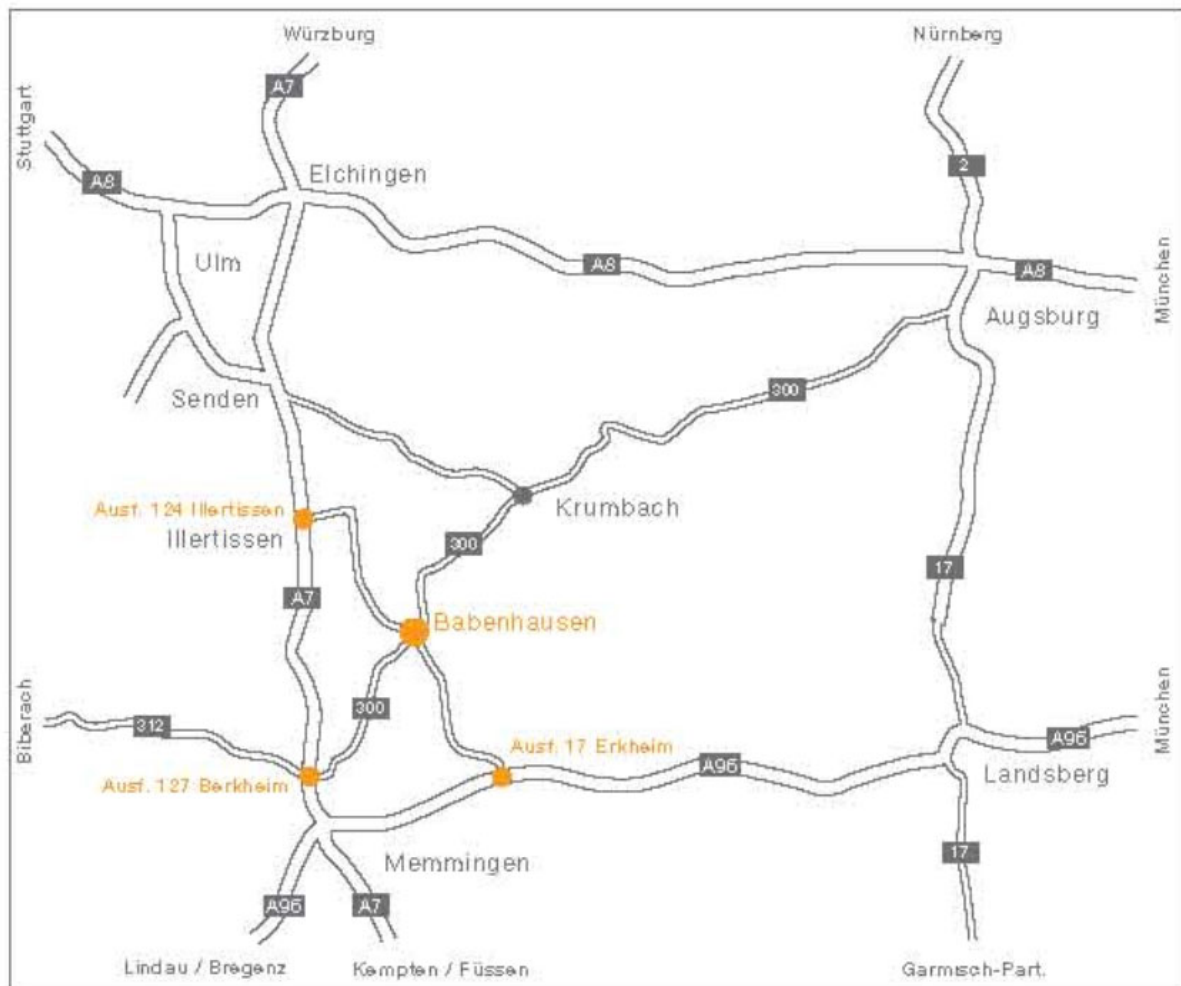 Würzburg
Nürnberg
A7
Stuttgart
2
A8
Elchingen
Ulm
A8
A8
München
Augsburg
300
Senden
Ausf. 124 Illertissen
Krumbach
Illertissen
300
17
A7
Babenhausen
Biberach
300
312
München
Ausf. 17 Erkheim
A96
A96
Landsberg
Ausf. 127 Berkheim
Memmingen
17
A96
A7
Lindau / Bregenz
Kempten / Füssen
Garmisch-Part.